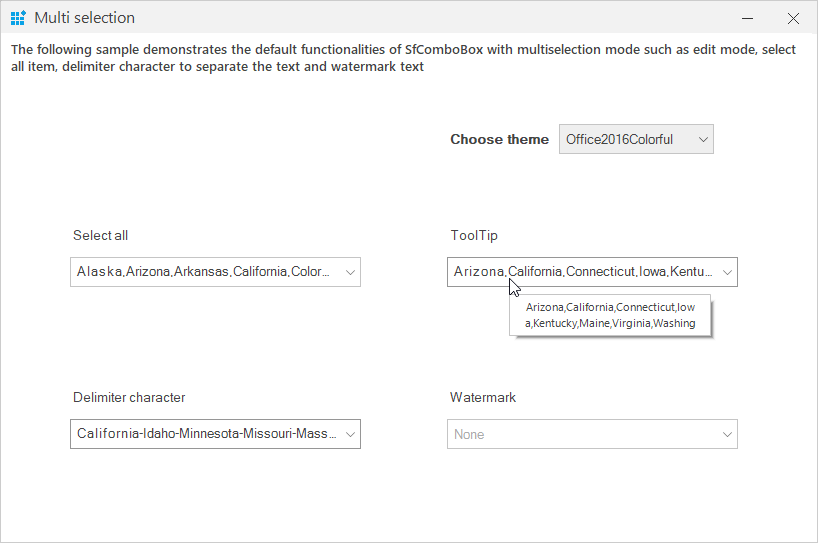 Multi selection
The following sample demonstrates the default functionalities of SfComboBox with multiselection mode such as edit mode, select
all item, delimiter character to separate the text and watermark text
Choose theme Office2016Colorful
Select all
Alaska,Arizona,Arkansas,California,Color...
ToolTip
Arizona,California,Connecticut,Iowa,Kentu...
Arizona,California,Connecticut,Iow
a,Kentucky,Maine,Virginia,Washing
Delimiter character
California-Idaho-Minnesota-Missouri-Mass...
Watermark
None